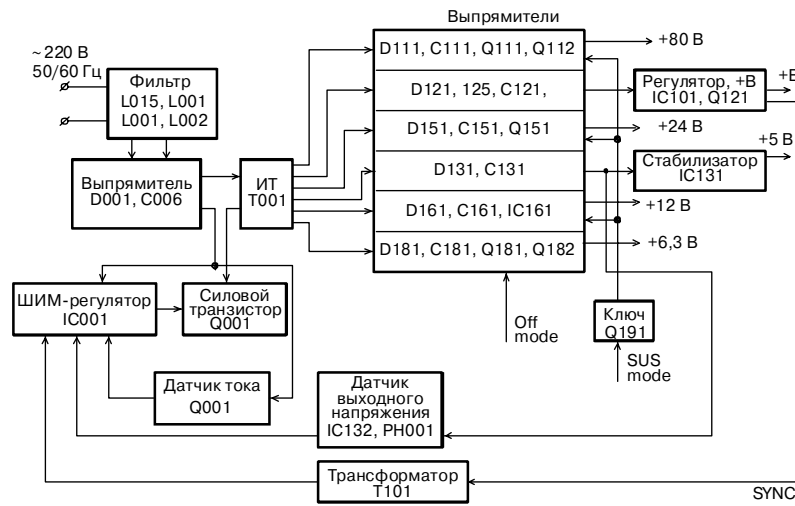 Выпрямители
~220 В
50/60 Гц
Фильтр
L015, L001
L001, L002
D111, C111, Q111, Q112
+80 В
D121, 125, C121,
Регулятор, +В
IC101, Q121
+В
D151, C151, Q151
+24 В
+5 В
Выпрямитель
D001, C006
ИТ
T001
D131, C131
Стабилизатор
IC131
D161, C161, IC161
+12 В
D181, C181, Q181, Q182
+6,3 В
ШИМ-регулятор
IC001
Силовой
транзистор
Q001
Off
mode
Ключ
Q191
SUS
mode
Датчик тока
Q001
Датчик
выходного
напряжения
IC132, PH001
Трансформатор
T101
SYNC